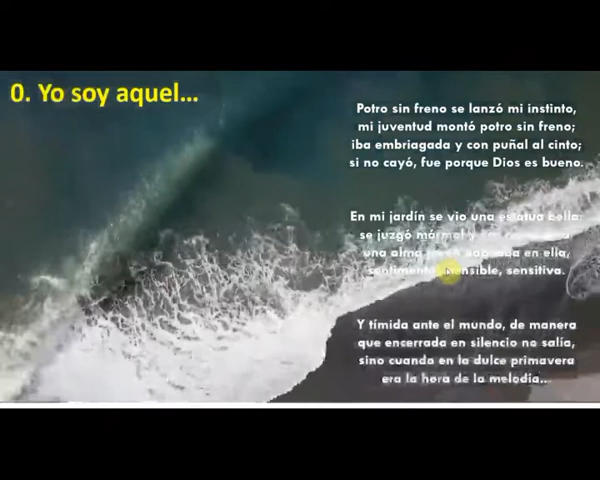 0. Yo soy aquel...
Potro sin freno se lanzó mi instinto,
mi juventud montó potro sin freno;
iba embriagada y con puñal al cinto;
si no cayó, fue porque Dios es bueno.
En mi jardín se vio una estatua bella;
se juzgó mármol y
una alma en ella,
sentimental, sensible, sensitiva.
Y tímida ante el mundo, de manera
que encerrada en silencio no salía,
sino cuando en la dulce primavera
era la hora de la melodía...